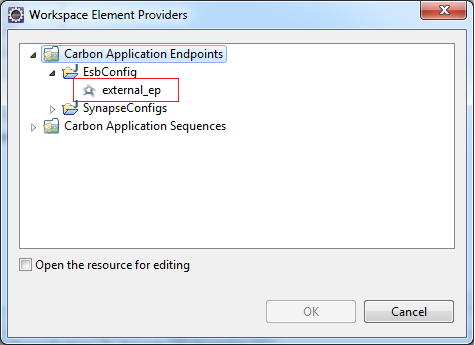 Workspace Element Providers
Carbon Application Endpoints
EsbConfig
external_ep
SynapseConfigs
Carbon Application Sequences
Open the resource for editing
OK
Cancel